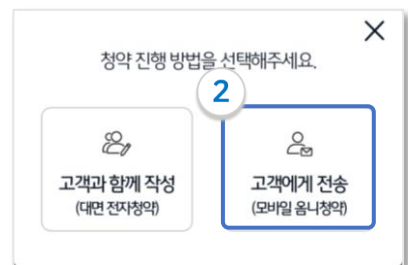 청약 진행 방법을 선택해주세요.
2
고객과 함께 작성
(대면 전자청약)
고객에게 전송
(모바일 옴니청약)